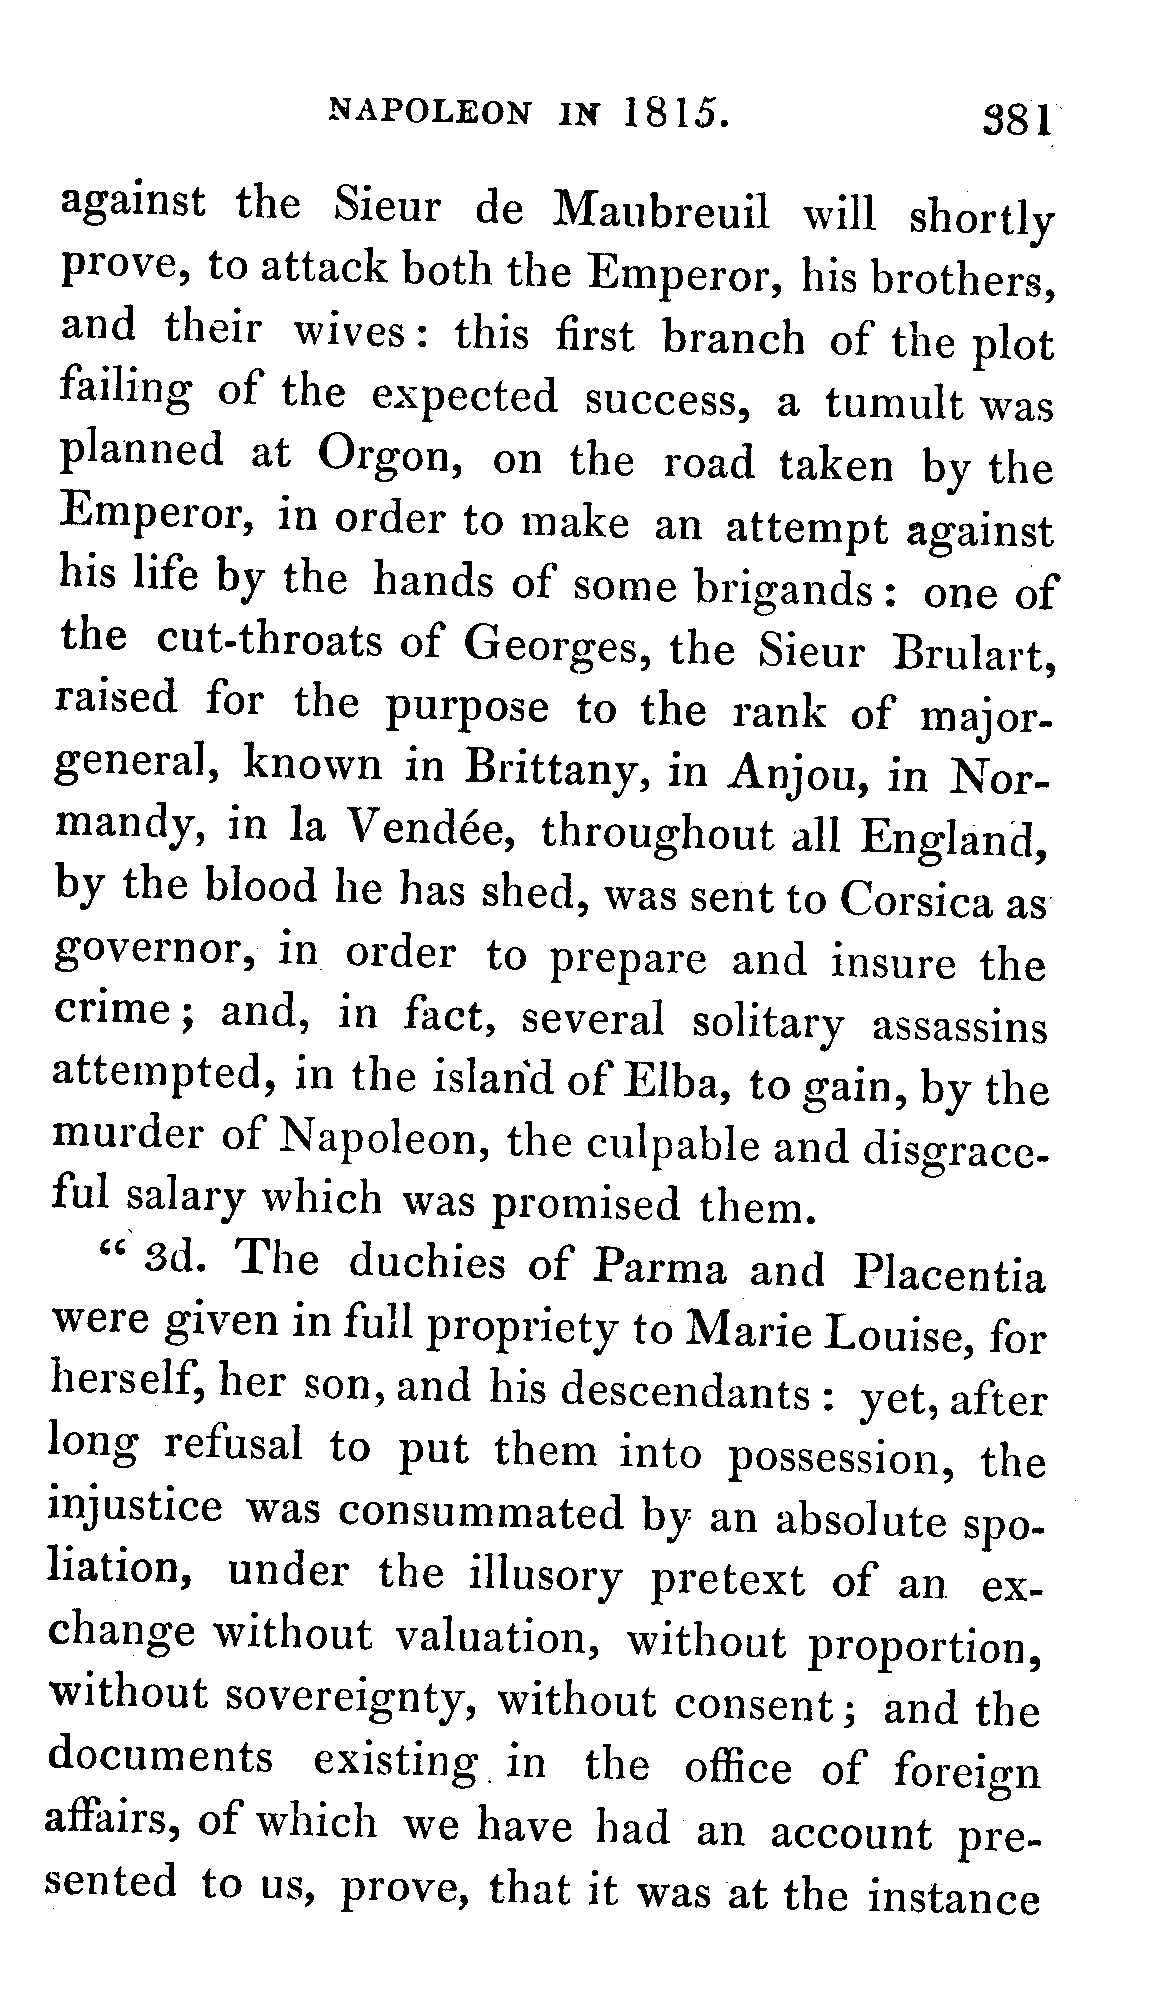 NAPOLEON IN 1815. 381
against the Sieur de Maubreuil will shortly
prove, to attack both the Emperor, his brothers,
and their wives: this first branch of the plot
failing of the expected success, a tumult was
planned at Orgon, on the road taken by the
Emperor, in order to make an attempt against
his life by the hands of some brigands: one of
the cut-throats of Georges, the Sieur Brulart,
raised for the purpose to the rank of major-
general, known in Brittany, in Anjou, in Nor-
mandy, in la Vendée, throughout all England,
by the blood he has shed, was sent to Corsica as
governor, in order to prepare and insure the
crime; and, in fact, several solitary assassins
attempted, in the island of Elba, to gain, by the
murder of Napoleon, the culpable and disgrace-
ful salary which was promised them.
“ 3d. The duchies of Parma and Placentia
were given in full propriety to Marie Louise, for
herself, her son, and his descendants: yet, after
long refusal to put them into possession, the
injustice was consummated by an absolute spo-
liation, under the illusory pretext of an ex-
change without valuation, without proportion,
without sovereignty, without consent; and the
documents existing in the office of foreign
affairs, of which we have had an account pre-
sented to us, prove, that it was at the instance